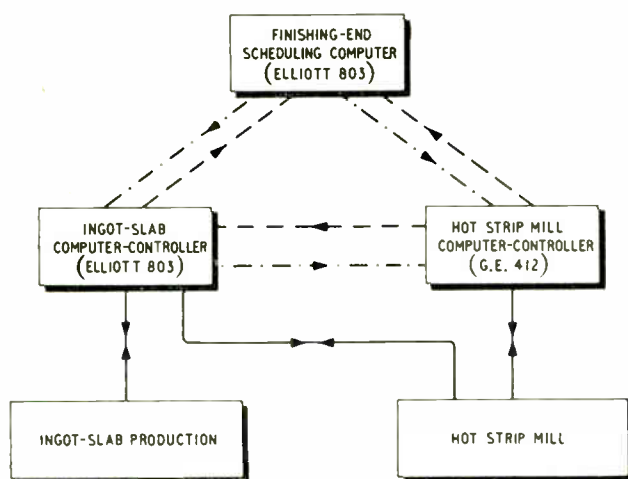 FINISHING-END
SCHEDULING COMPUTER
(ELLIOTT 803)
INGOT-SLAB
COMPUTER-CONTROLLER
(ELLIOTT 803)
HOT STRIP MILL
COMPUTER-CONTROLLER
(G.E. 412)
INGOT-SLAB PRODUCTION
HOT STRIP MILL